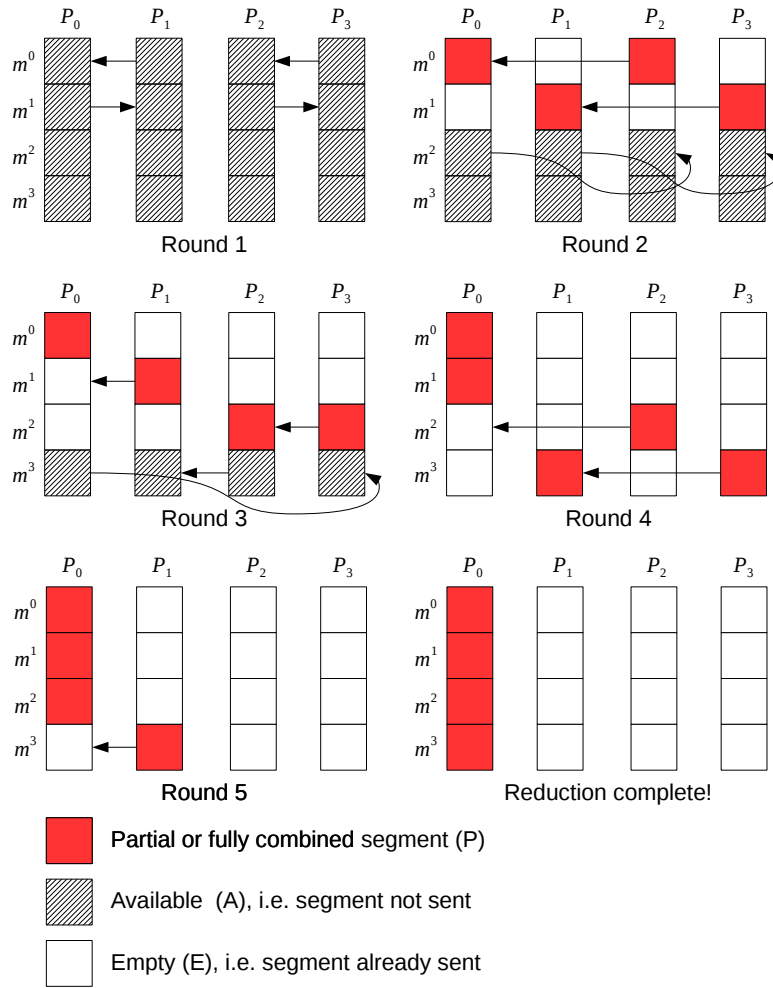 P0 P1 P2 P3 P0 P1 P2 P3
m0 m0
m1 m1
m2 m2
m3 m3
Round 1 Round 2
P0 P1 P2 P3 P0 P1 P2 P3
m0 m0
m1 m1
m2 m2
m3 m3
Round 3 Round 4
P0 P1 P2 P3 P0 P1 P2 P3
m0 m0
m1 m1
m2 m2
m3 m3
Round 5 Reduction complete!
Partial or fully combined segment (P)
Available (A), i.e. segment not sent
Empty (E), i.e. segment already sent